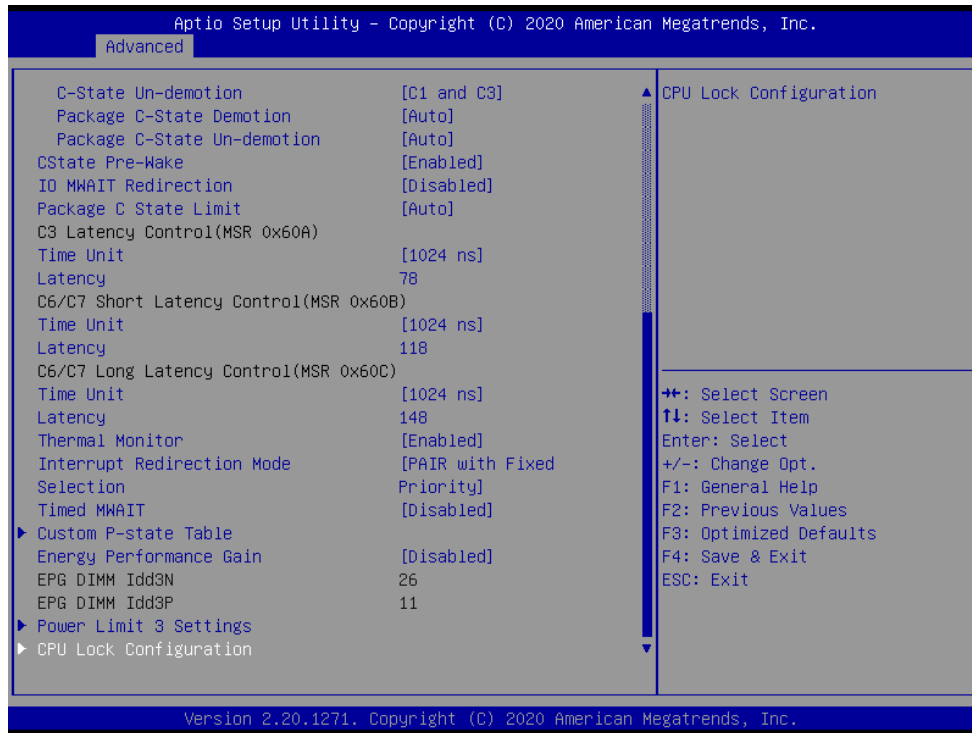 Aptio Setup Utility – Copyright (C) 2020 American Megatrends, Inc.
Advanced
C-State Un-demotion [C1 and C3]
Package C-State Demotion [Auto]
Package C-State Un-demotion [Auto]
CState Pre-Wake [Enabled]
IO MWAIT Redirection [Disabled]
Package C State Limit [Auto]
C3 Latency Control(MSR 0x60A)
Time Unit [1024 ns]
Latency 78
C6/C7 Short Latency Control(MSR 0x60B)
Time Unit [1024 ns]
Latency 118
C6/C7 Long Latency Control(MSR 0x60C)
Time Unit [1024 ns]
Latency 148
Thermal Monitor [Enabled]
Interrupt Redirection Mode [PAIR with Fixed
Selection Priority]
Timed MWAIT [Disabled]
Custom P-state Table
Energy Performance Gain [Disabled]
EPG DIMM Idd3N 26
EPG DIMM Idd3P 11
Power Limit 3 Settings
CPU Lock Configuration
CPU Lock Configuration
→←: Select Screen
↑↓: Select Item
Enter: Select
+/-: Change Opt.
F1: General Help
F2: Previous Values
F3: Optimized Defaults
F4: Save & Exit
ESC: Exit
Version 2.20.1271. Copyright (C) 2020 American Megatrends, Inc.